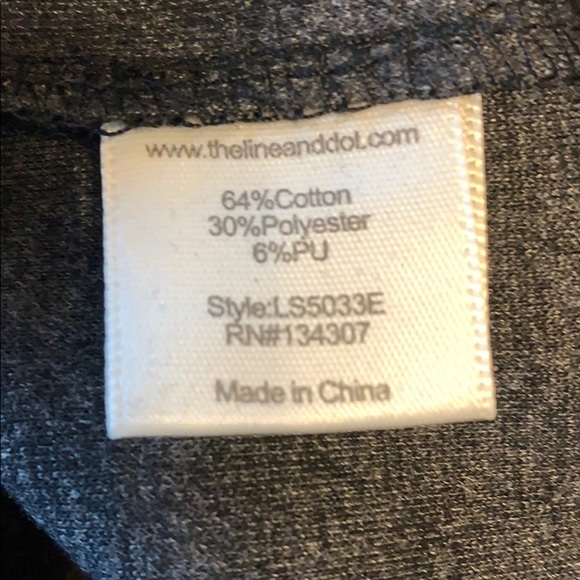 www.thelineanddot.com
64%Cotton
30%Polyester
6%PU
Style:LS5033E
RN#134307
Made in China